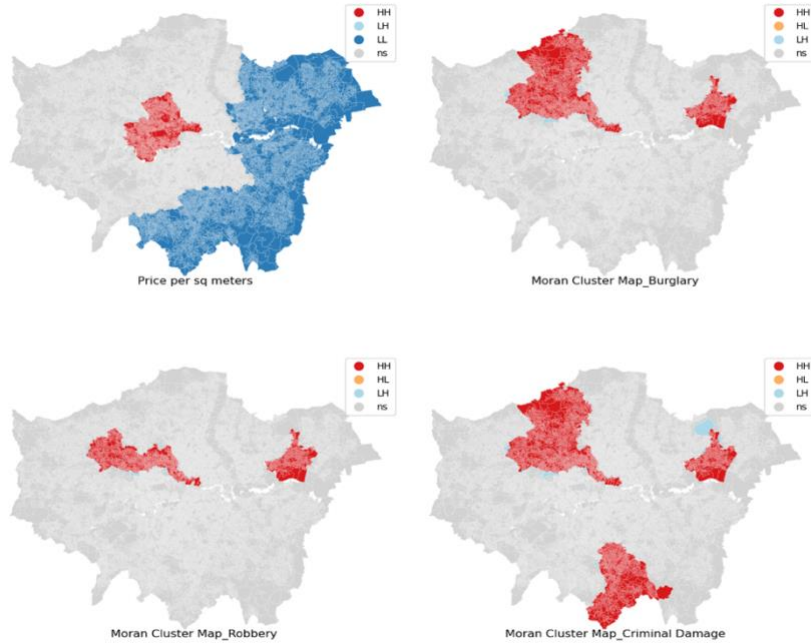 HH
LH
LL
ns
Price per sq meters
HH
HL
LH
ns
Moran Cluster Map_Burglary
HH
HL
LH
ns
Moran Cluster Map_Robbery
HH
HL
LH
ns
Moran Cluster Map_Criminal Damage